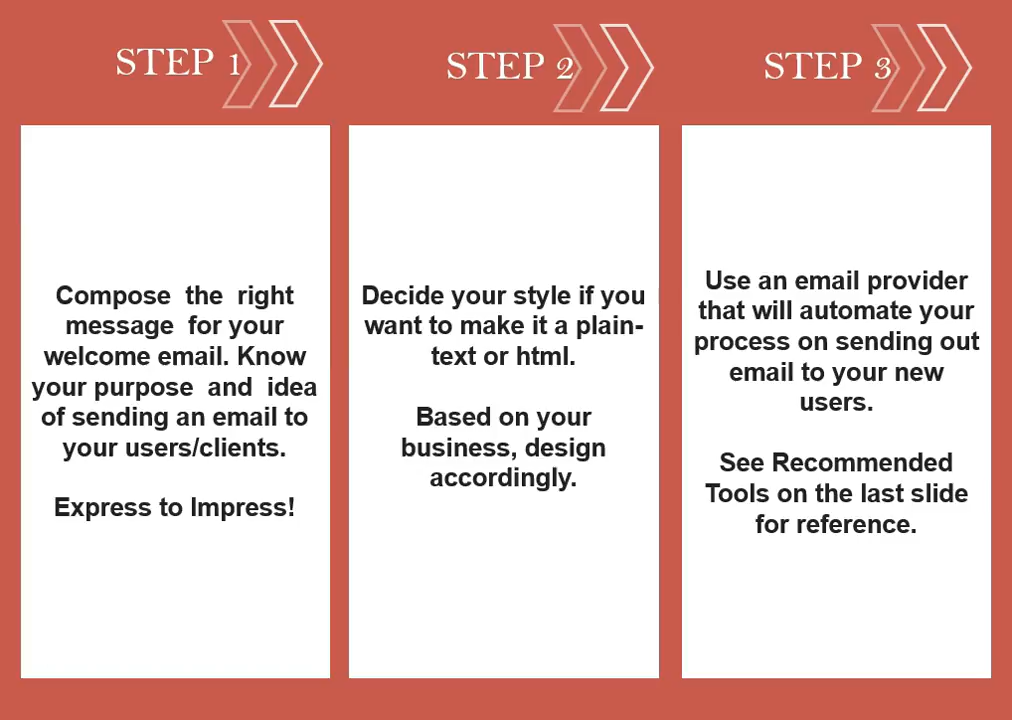 STEP 1
Compose the right
message for your
welcome email. Know
your purpose and idea
of sending an email to
your users/clients.
Express to Impress!
STEP 2
Decide your style if you
want to make it a plain-
text or html.
Based on your
business, design
accordingly.
STEP 3
Use an email provider
that will automate your
process on sending out
email to your new
users.
See Recommended
Tools on the last slide
for reference.